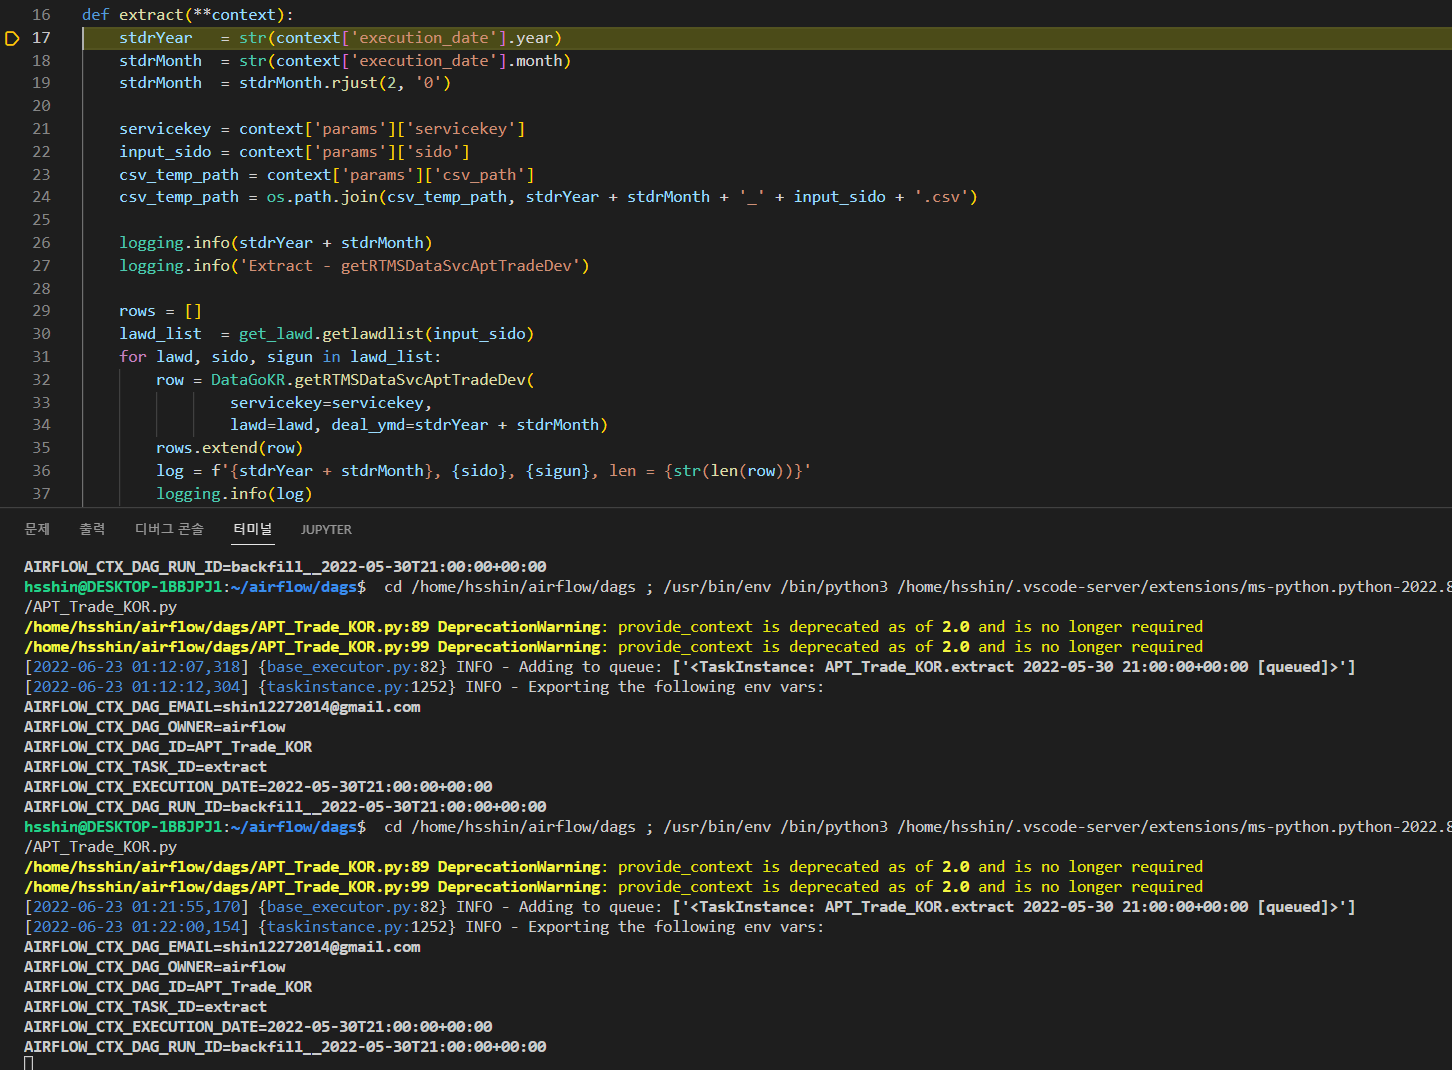 16 def extract(**context):
17 stdrYear = str(context['execution_date'].year)
18 stdrMonth = str(context['execution_date'].month)
19 stdrMonth = stdrMonth.rjust(2, '0')
20
21 servicekey = context['params']['servicekey']
22 input_sido = context['params']['sido']
23 csv_temp_path = context['params']['csv_path']
24 csv_temp_path = os.path.join(csv_temp_path, stdrYear + stdrMonth + '_' + input_sido + '.csv')
25
26 logging.info(stdrYear + stdrMonth)
27 logging.info('Extract - getRTMSDataSvcAptTradeDev')
28
29 rows = []
30 lawd_list = get_lawd.getlawdlist(input_sido)
31 for lawd, sido, sigun in lawd_list:
32 row = DataGoKR.getRTMSDataSvcAptTradeDev(
33 servicekey=servicekey,
34 lawd=lawd, deal_ymd=stdrYear + stdrMonth)
35 rows.extend(row)
36 log = f'{stdrYear + stdrMonth}, {sido}, {sigun}, len = {str(len(row))}'
37 logging.info(log)
문제 출력 디버그 콘솔 터미널 JUPYTER
AIRFLOW_CTX_DAG_RUN_ID=backfill__2022-05-30T21:00:00+00:00
hsshin@DESKTOP-1BBJPJ1:~/airflow/dags$ cd /home/hsshin/airflow/dags ; /usr/bin/env /bin/python3 /home/hsshin/.vscode-server/extensions/ms-python.python-2022.8
/APT_Trade_KOR.py
/home/hsshin/airflow/dags/APT_Trade_KOR.py:89 DeprecationWarning: provide_context is deprecated as of 2.0 and is no longer required
/home/hsshin/airflow/dags/APT_Trade_KOR.py:99 DeprecationWarning: provide_context is deprecated as of 2.0 and is no longer required
[2022-06-23 01:12:07,318] {base_executor.py:82} INFO - Adding to queue: ['<TaskInstance: APT_Trade_KOR.extract 2022-05-30 21:00:00+00:00 [queued]>']
[2022-06-23 01:12:12,304] {taskinstance.py:1252} INFO - Exporting the following env vars:
AIRFLOW_CTX_DAG_EMAIL=shin12272014@gmail.com
AIRFLOW_CTX_DAG_OWNER=airflow
AIRFLOW_CTX_DAG_ID=APT_Trade_KOR
AIRFLOW_CTX_TASK_ID=extract
AIRFLOW_CTX_EXECUTION_DATE=2022-05-30T21:00:00+00:00
AIRFLOW_CTX_DAG_RUN_ID=backfill__2022-05-30T21:00:00+00:00
hsshin@DESKTOP-1BBJPJ1:~/airflow/dags$ cd /home/hsshin/airflow/dags ; /usr/bin/env /bin/python3 /home/hsshin/.vscode-server/extensions/ms-python.python-2022.8
/APT_Trade_KOR.py
/home/hsshin/airflow/dags/APT_Trade_KOR.py:89 DeprecationWarning: provide_context is deprecated as of 2.0 and is no longer required
/home/hsshin/airflow/dags/APT_Trade_KOR.py:99 DeprecationWarning: provide_context is deprecated as of 2.0 and is no longer required
[2022-06-23 01:21:55,170] {base_executor.py:82} INFO - Adding to queue: ['<TaskInstance: APT_Trade_KOR.extract 2022-05-30 21:00:00+00:00 [queued]>']
[2022-06-23 01:22:00,154] {taskinstance.py:1252} INFO - Exporting the following env vars:
AIRFLOW_CTX_DAG_EMAIL=shin12272014@gmail.com
AIRFLOW_CTX_DAG_OWNER=airflow
AIRFLOW_CTX_DAG_ID=APT_Trade_KOR
AIRFLOW_CTX_TASK_ID=extract
AIRFLOW_CTX_EXECUTION_DATE=2022-05-30T21:00:00+00:00
AIRFLOW_CTX_DAG_RUN_ID=backfill__2022-05-30T21:00:00+00:00